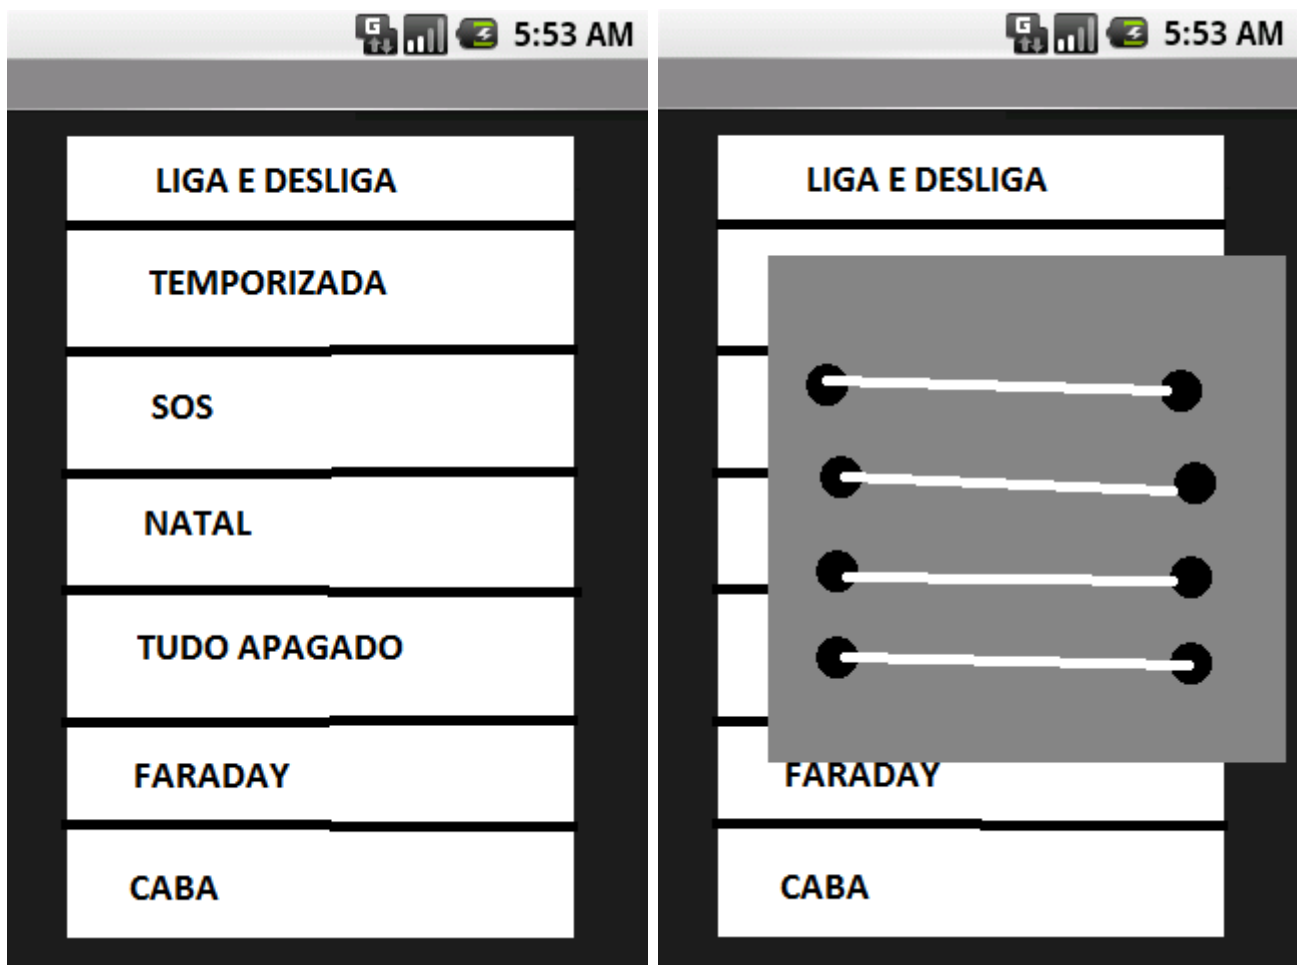 G 5:53 AM
LIGA E DESLIGA
TEMPORIZADA
SOS
NATAL
TUDO APAGADO
FARADAY
CABA
G 5:53 AM
LIGA E DESLIGA
FARADAY
CABA